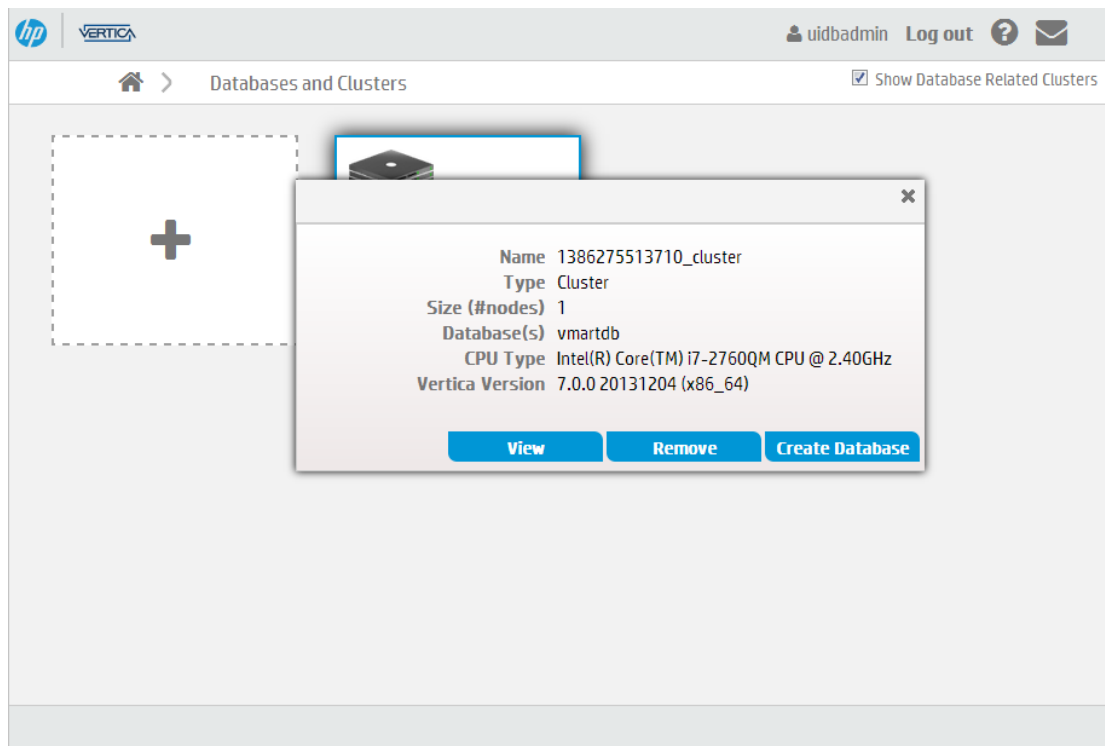 hp VERTICA uidbadmin Log out ?
Databases and Clusters Show Database Related Clusters
Name 1386275513710_cluster
Type Cluster
Size (#nodes) 1
Database(s) vmartdb
CPU Type Intel(R) Core(TM) i7-2760QM CPU @ 2.40GHz
Vertica Version 7.0.0 20131204 (x86_64)
View Remove Create Database